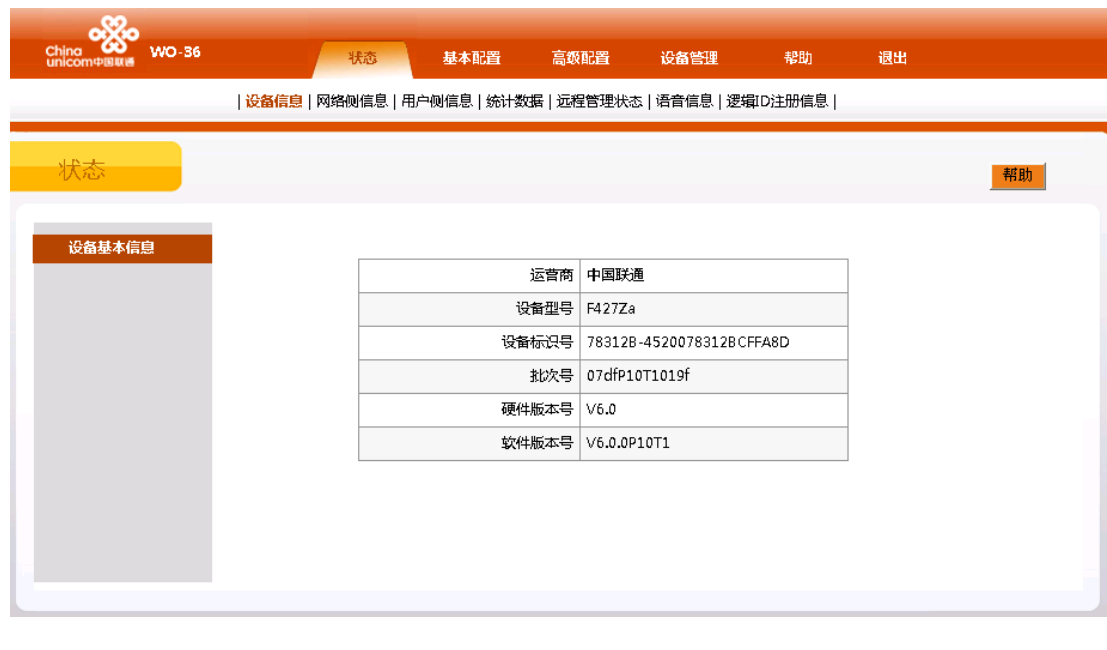 China unicom中国联通 WO-36
状态 基本配置 高级配置 设备管理 帮助 退出
|设备信息|网络侧信息|用户侧信息|统计数据|远程管理状态|语音信息|逻辑ID注册信息|
状态
帮助
设备基本信息
运营商 中国联通
设备型号 F427Za
设备标识号 78312B-4520078312BCFFA8D
批次号 07dfP10T1019f
硬件版本号 V6.0
软件版本号 V6.0.0P10T1